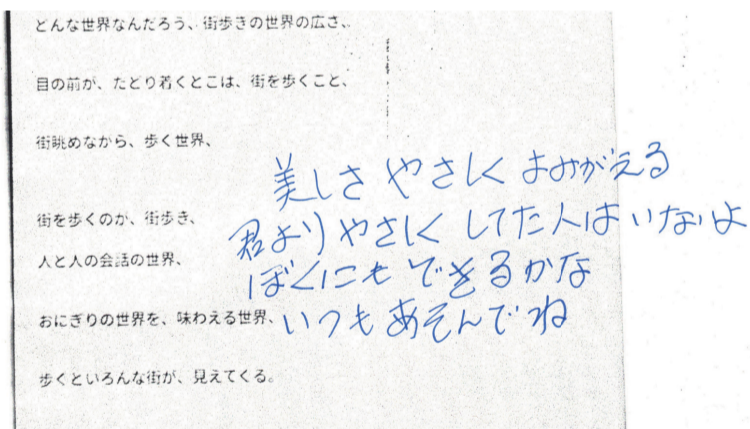 どんな世界なんだろう、街歩きの世界の広さ、
目の前が、たどり着くとこは、街を歩くこと、
街眺めながら、歩く世界、
美しさ やさしく よみがえる
街を歩くのが、街歩き、
君より やさしく してた人は いないよ
人と人の会話の世界、
ぼくにも できるかな
おにぎりの世界を、味わえる世界、
いつも あそんでね
歩くといろんな街が、見えてくる。